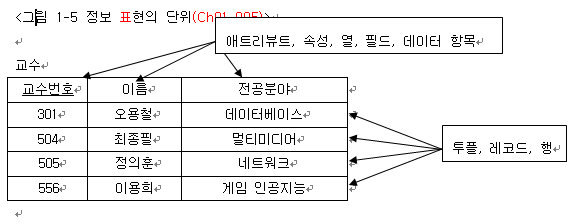 <그림 1-5 정보 표현의 단위(Ch01-005)>
애트리뷰트, 속성, 열, 필드, 데이터 항목
교수
교수번호 이름 전공분야
301 오용철 데이터베이스
504 최종필 멀티미디어
505 정의훈 네트워크
556 이용희 게임 인공지능
투플, 레코드, 행